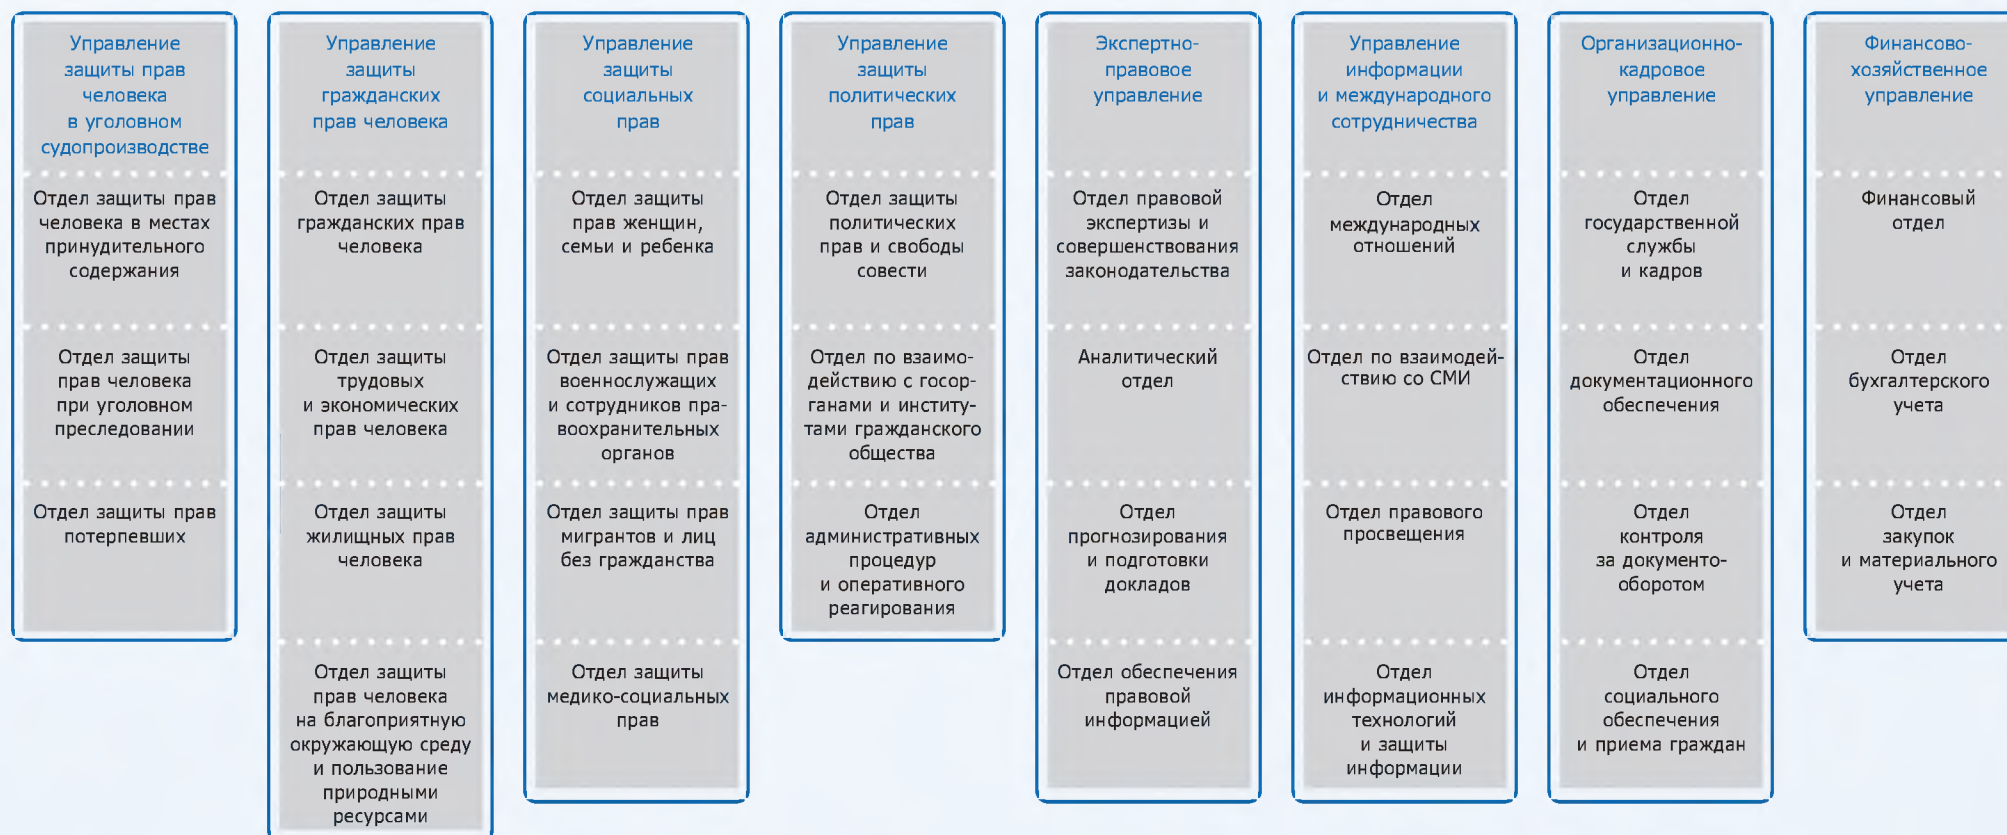 Управление
защиты прав
человека
в уголовном
судопроизводстве
Отдел защиты прав
человека в местах
принудительного
содержания
Отдел защиты
прав человека
при уголовном
преследовании
Отдел защиты прав
потерпевших
Управление
защиты
гражданских
прав человека
Отдел защиты
гражданских прав
человека
Отдел защиты
трудовых
и экономических
прав человека
Отдел защиты
жилищных прав
человека
Отдел защиты
прав человека
на благоприятную
окружающую среду
и пользование
природными
ресурсами
Управление
защиты
социальных
прав
Отдел защиты
прав женщин,
семьи и ребенка
Отдел защиты прав
военнослужащих
и сотрудников пра-
воохранительных
органов
Отдел защиты прав
мигрантов и лиц
без гражданства
Отдел защиты
медико-социальных
прав
Управление
защиты
политических
прав
Отдел защиты
политических
прав и свободы
совести
Отдел по взаимо-
действию с госор-
ганами и институ-
тами гражданского
общества
Отдел
административных
процедур
и оперативного
реагирования
Экспертно-
правовое
управление
Отдел правовой
экспертизы и
совершенствования
законодательства
Аналитический
отдел
Отдел
прогнозирования
и подготовки
докладов
Отдел обеспечения
правовой
информацией
Управление
информации
и международного
сотрудничества
Отдел
международных
отношений
Отдел по взаимодей-
ствию со СМИ
Отдел правового
просвещения
Отдел
информационных
технологий
и защиты
информации
Организационно-
кадровое
управление
Отдел
государственной
службы
и кадров
Отдел
документационного
обеспечения
Отдел
контроля
за документо-
оборотом
Отдел
социального
обеспечения
и приема граждан
Финансово-
хозяйственное
управление
Финансовый
отдел
Отдел
бухгалтерского
учета
Отдел
закупок
и материального
учета